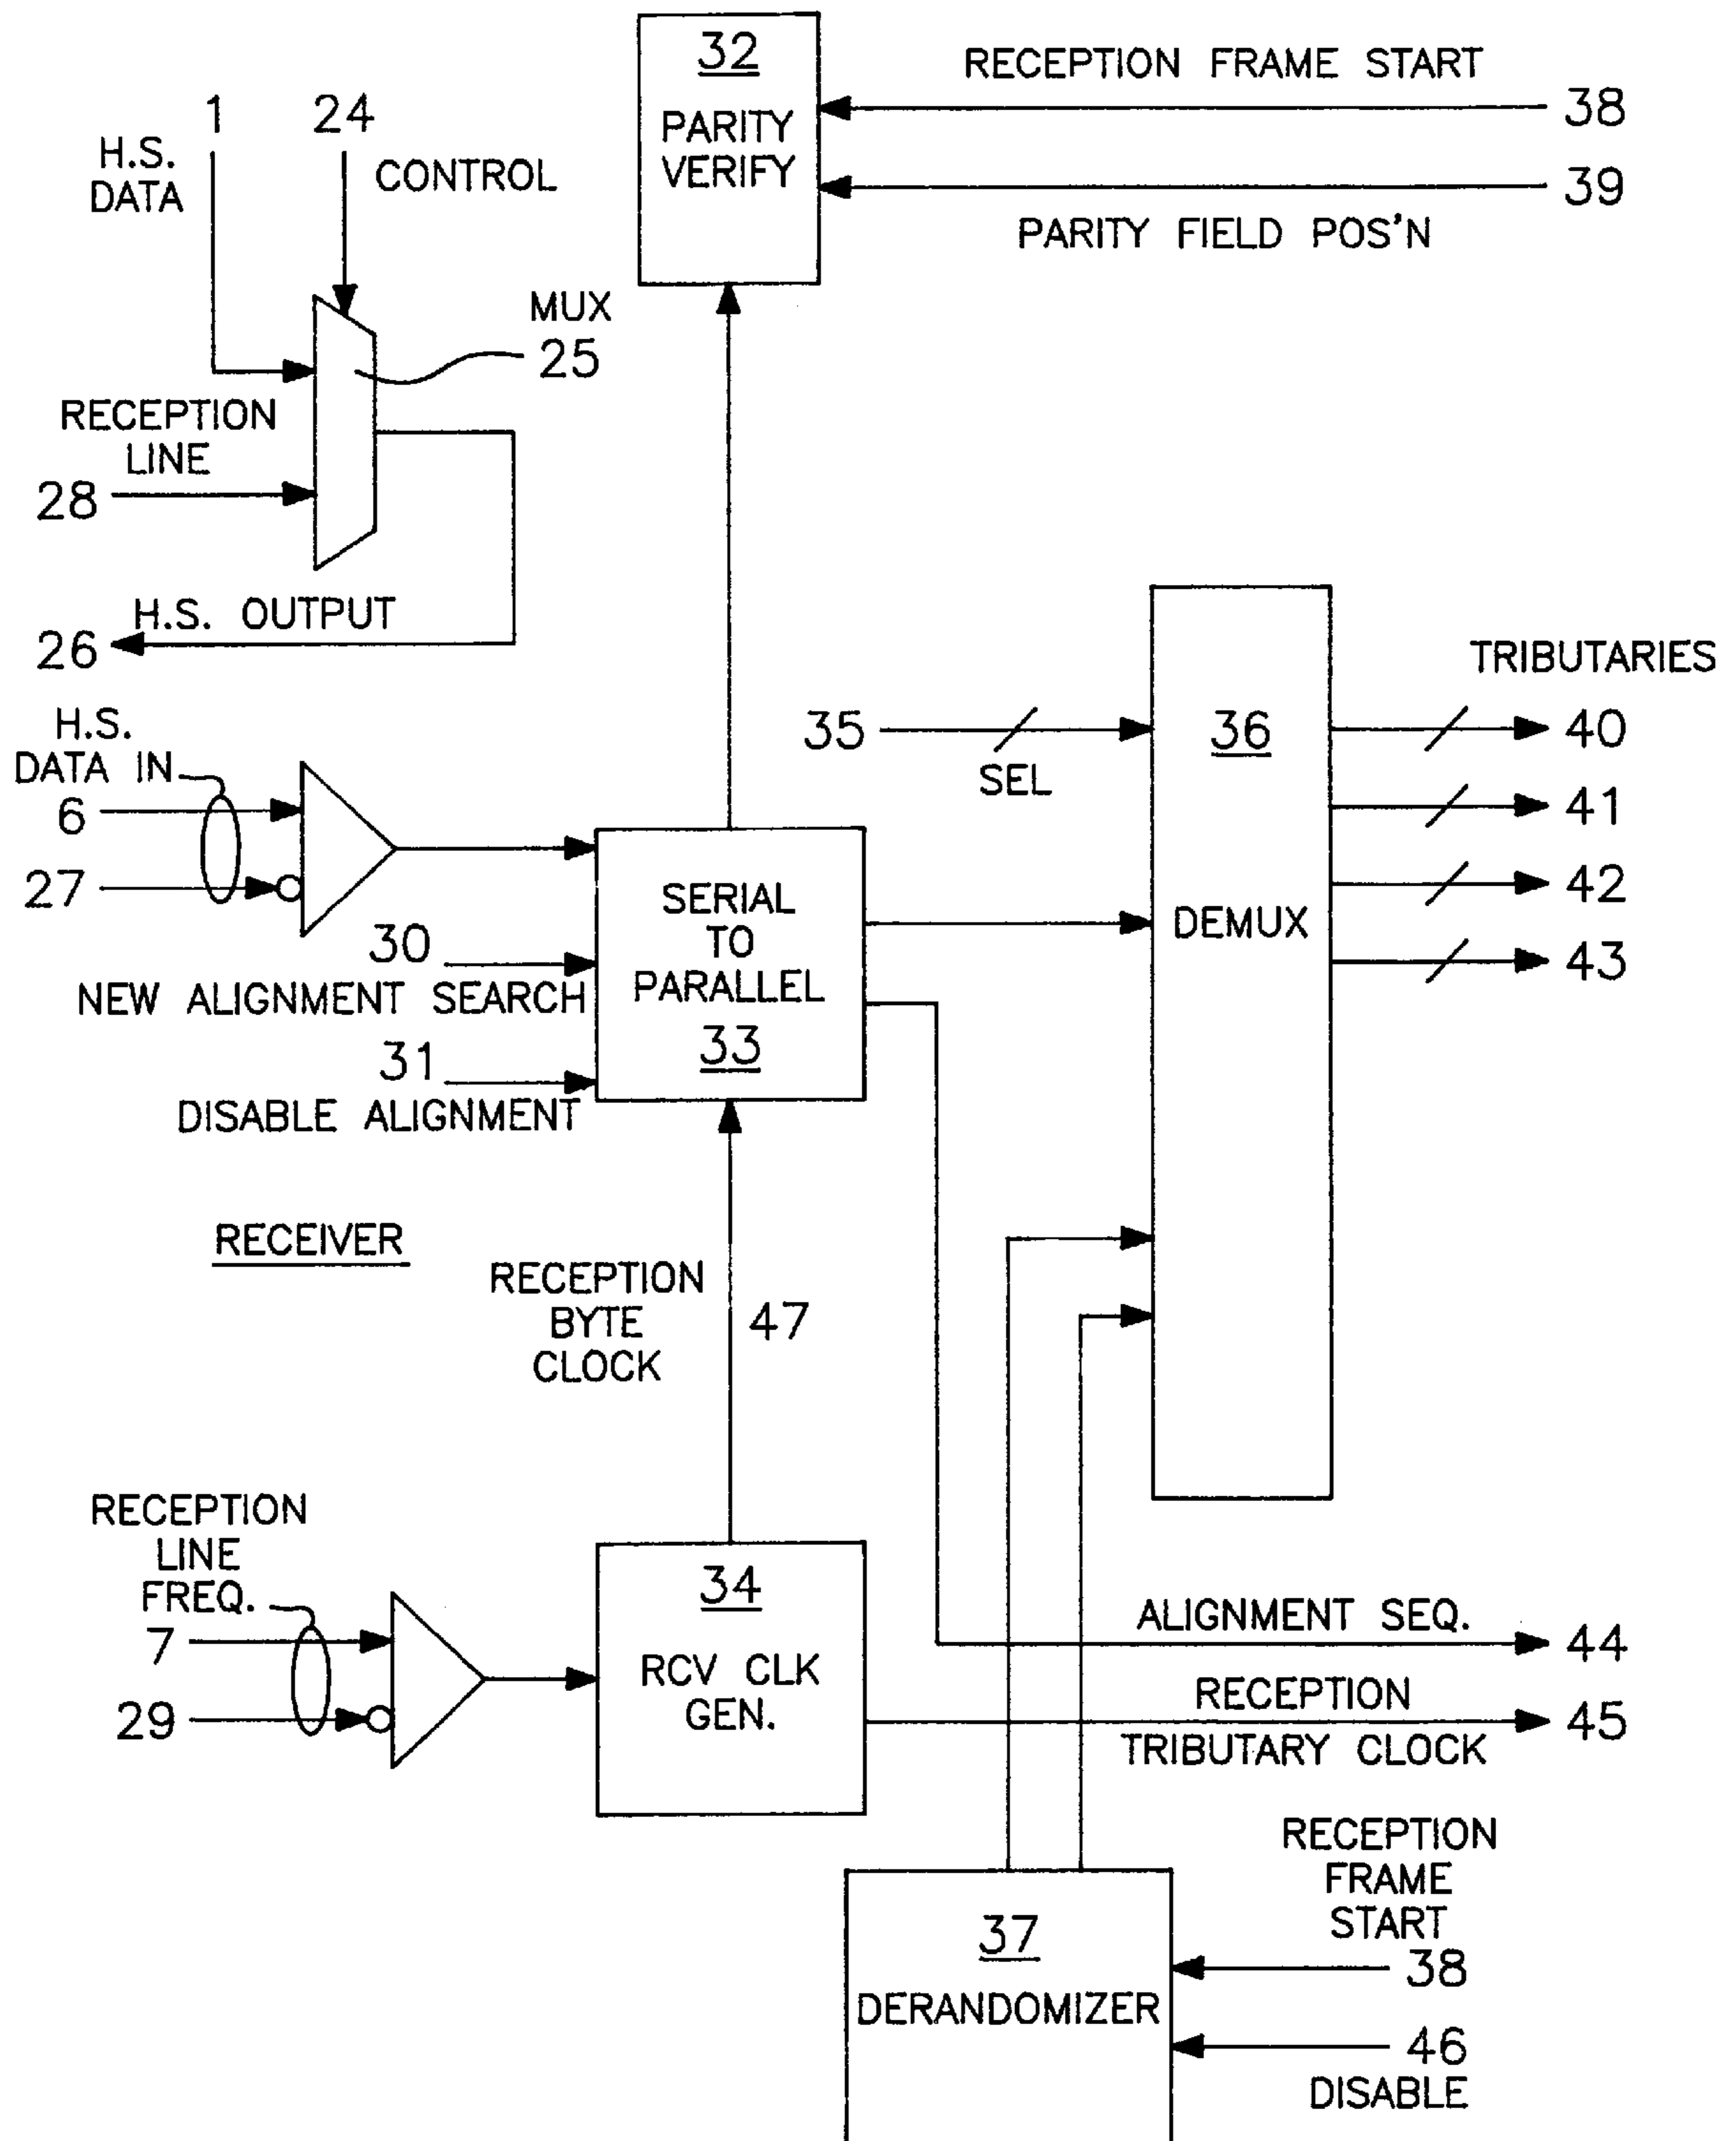 32
PARITY
VERIFY
RECEPTION FRAME START
38
39
PARITY FIELD POS'N
1
H.S.
DATA
24
CONTROL
MUX
25
RECEPTION
LINE
28
H.S. OUTPUT
26
H.S.
DATA IN
6
27
30
NEW ALIGNMENT SEARCH
31
DISABLE ALIGNMENT
SERIAL
TO
PARALLEL
33
35
SEL
36
DEMUX
TRIBUTARIES
40
41
42
43
RECEIVER
RECEPTION
BYTE
CLOCK
47
RECEPTION
LINE
FREQ.
7
29
34
RCV CLK
GEN.
ALIGNMENT SEQ.
44
RECEPTION
TRIBUTARY CLOCK
45
37
DERANDOMIZER
RECEPTION
FRAME
START
38
46
DISABLE